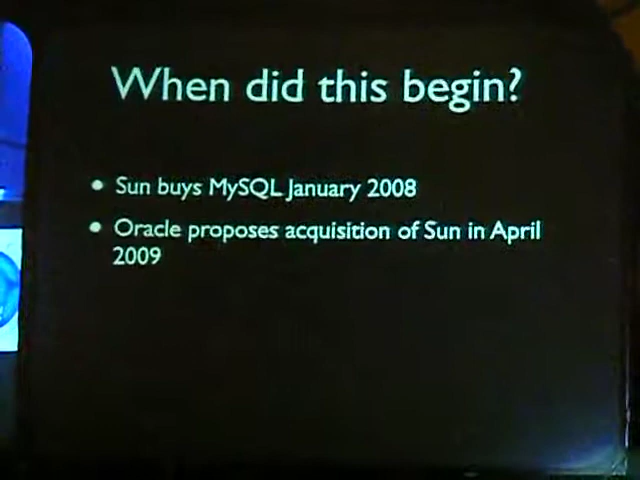 When did this begin?
• Sun buys MySQL January 2008
• Oracle proposes acquisition of Sun in April
2009